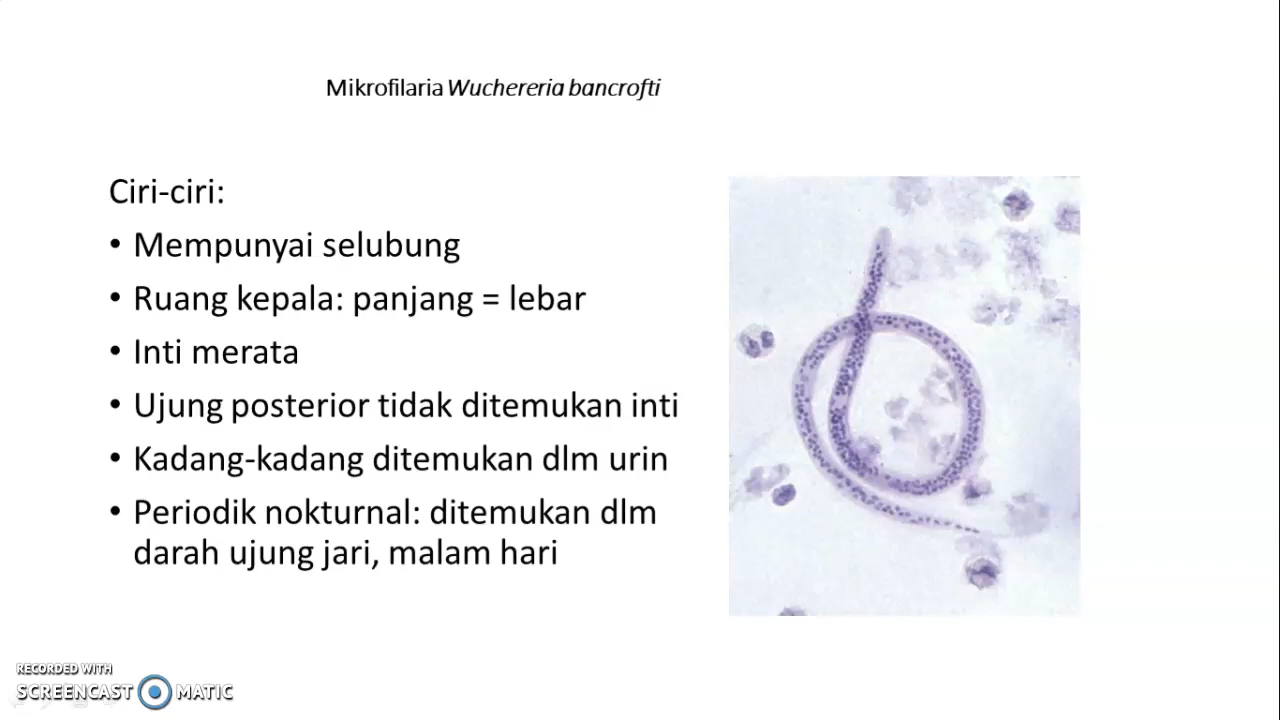 Mikrofilaria Wuchereria bancrofti
Ciri-ciri:
• Mempunyai selubung
• Ruang kepala: panjang = lebar
• Inti merata
• Ujung posterior tidak ditemukan inti
• Kadang-kadang ditemukan dlm urin
• Periodik nokturnal: ditemukan dlm
darah ujung jari, malam hari
RECORDED WITH
SCREENCAST MATIC